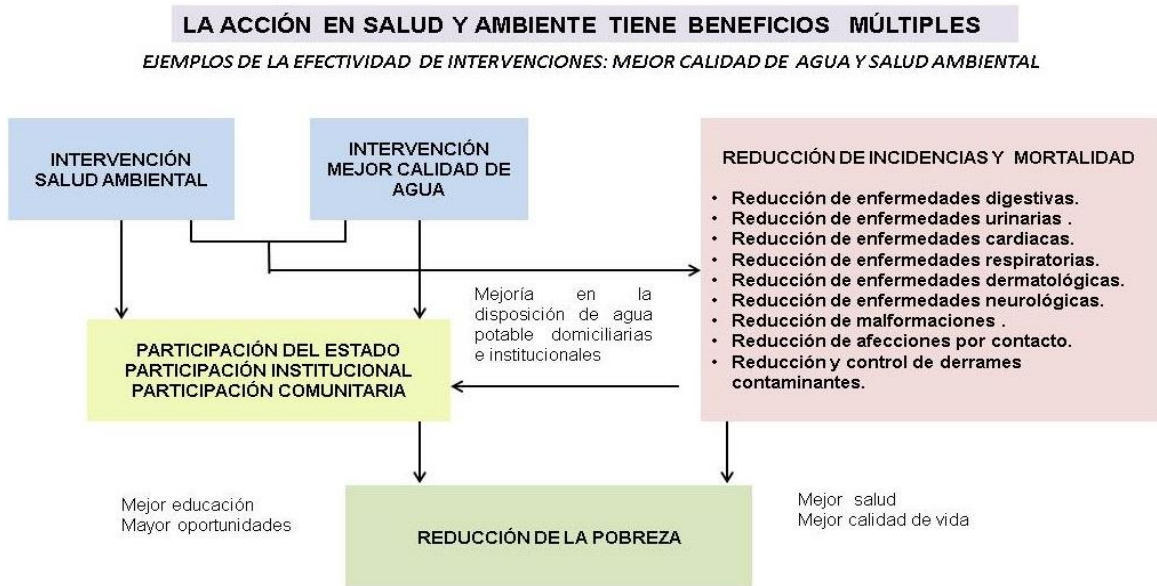 LA ACCIÓN EN SALUD Y AMBIENTE TIENE BENEFICIOS MÚLTIPLES
EJEMPLOS DE LA EFECTIVIDAD DE INTERVENCIONES: MEJOR CALIDAD DE AGUA Y SALUD AMBIENTAL
INTERVENCIÓN
SALUD AMBIENTAL
INTERVENCIÓN
MEJOR CALIDAD DE
AGUA
REDUCCIÓN DE INCIDENCIAS Y MORTALIDAD
• Reducción de enfermedades digestivas.
• Reducción de enfermedades urinarias .
• Reducción de enfermedades cardiacas.
• Reducción de enfermedades respiratorias.
• Reducción de enfermedades dermatológicas.
• Reducción de enfermedades neurológicas.
• Reducción de malformaciones .
• Reducción de afecciones por contacto.
• Reducción y control de derrames
contaminantes.
Mejoría en la
disposición de agua
potable domiciliarias
e institucionales
PARTICIPACIÓN DEL ESTADO
PARTICIPACIÓN INSTITUCIONAL
PARTICIPACIÓN COMUNITARIA
Mejor educación
Mayor oportunidades
Mejor salud
Mejor calidad de vida
REDUCCIÓN DE LA POBREZA